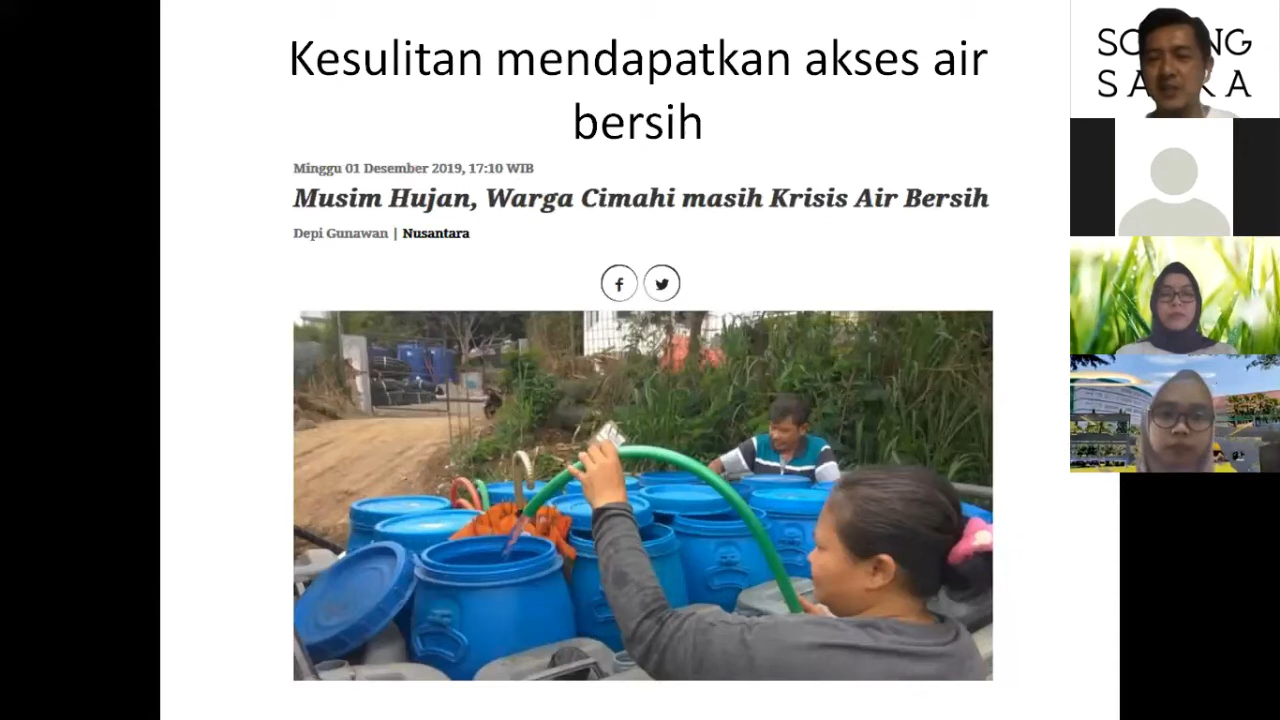 Kesulitan mendapatkan akses air
bersih
Minggu 01 Desember 2019, 17:10 WIB
Musim Hujan, Warga Cimahi masih Krisis Air Bersih
Depi Gunawan | Nusantara